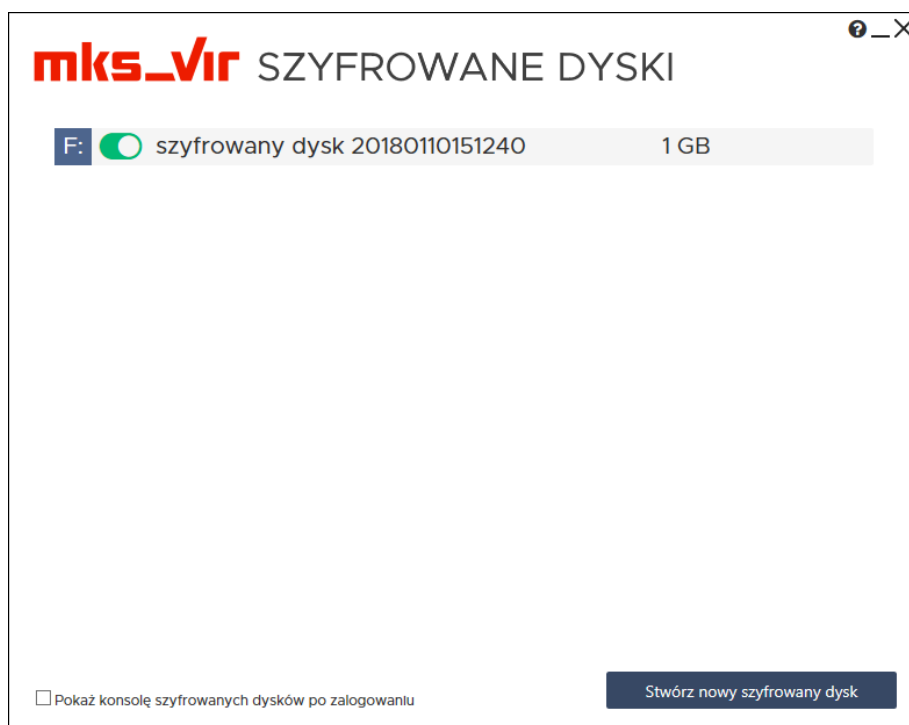 mks_vir SZYFROWANE DYSKI
F: szyfrowany dysk 20180110151240 1 GB
Pokaż konsolę szyfrowanych dysków po zalogowaniu
Stwórz nowy szyfrowany dysk